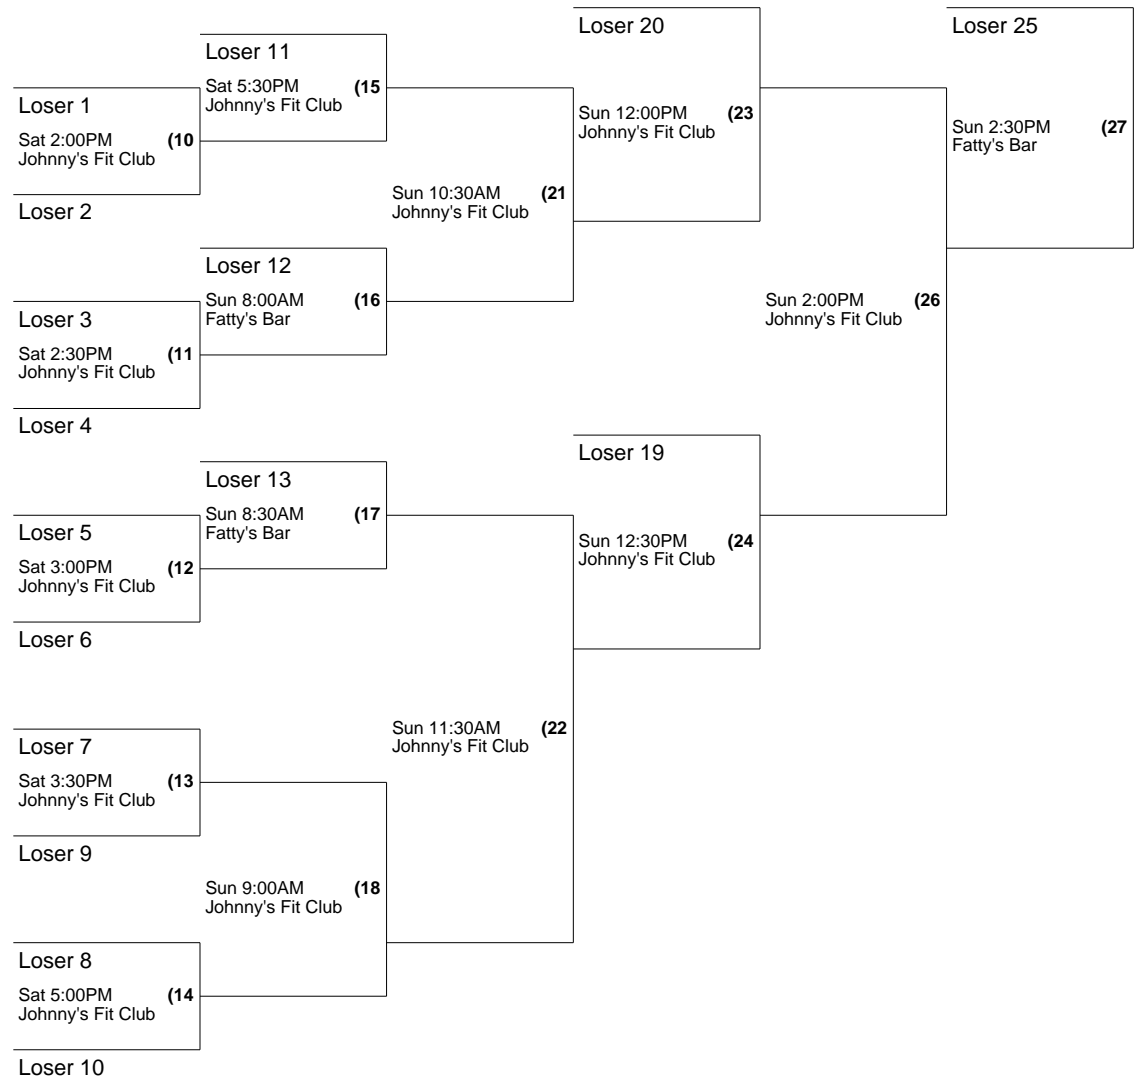 Loser 1
Sat 2:00PM (10
Johnny's Fit Club
Loser 2
Loser 3
Sat 2:30PM (11
Johnny's Fit Club
Loser 4
Loser 5
Sat 3:00PM (12
Johnny's Fit Club
Loser 6
Loser 7
Sat 3:30PM (13
Johnny's Fit Club
Loser 9
Loser 8
Sat 5:00PM (14
Johnny's Fit Club
Loser 10
Loser 11
Sat 5:30PM (15
Johnny's Fit Club
Loser 12
Sun 8:00AM (16
Fatty's Bar
Loser 13
Sun 8:30AM (17
Fatty's Bar
Sun 9:00AM (18
Johnny's Fit Club
Sun 10:30AM (21
Johnny's Fit Club
Sun 11:30AM (22
Johnny's Fit Club
Loser 20
Sun 12:00PM (23
Johnny's Fit Club
Loser 19
Sun 12:30PM (24
Johnny's Fit Club
Sun 2:00PM (26
Johnny's Fit Club
Loser 25
Sun 2:30PM (27
Fatty's Bar